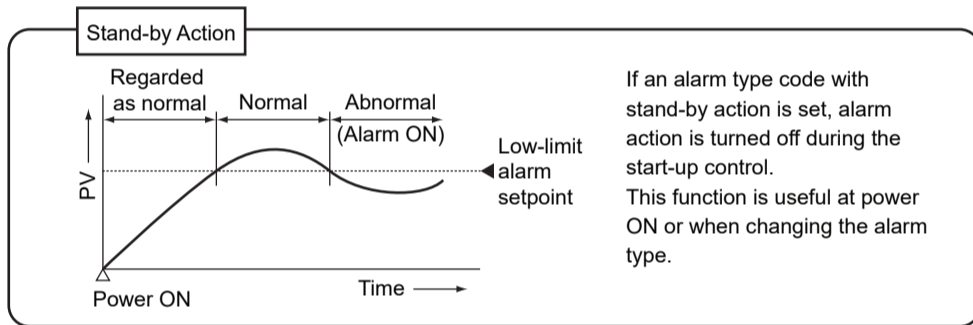 Stand-by Action
Regarded
as normal
Normal
Abnormal
(Alarm ON)
PV
Low-limit
alarm
setpoint
Power ON
Time
If an alarm type code with
stand-by action is set, alarm
action is turned off during the
start-up control.
This function is useful at power
ON or when changing the alarm
type.